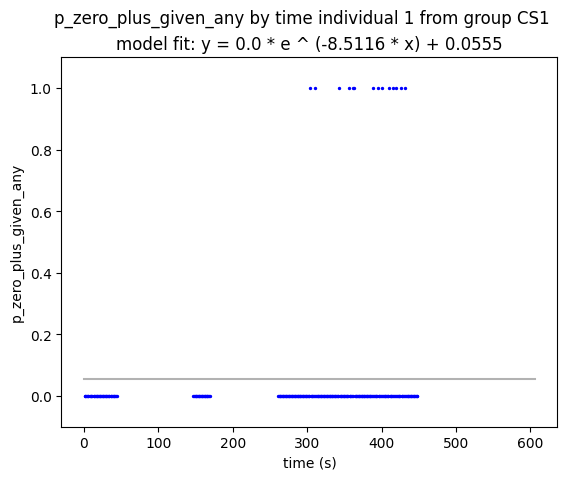 p_zero_plus_given_any by time individual 1 from group CS1
model fit: y = 0.0 * e ^ (-8.5116 * x) + 0.0555
1.0
0.8
0.6
0.4
0.2
0.0
p_zero_plus_given_any
0 100 200 300 400 500 600
time (s)